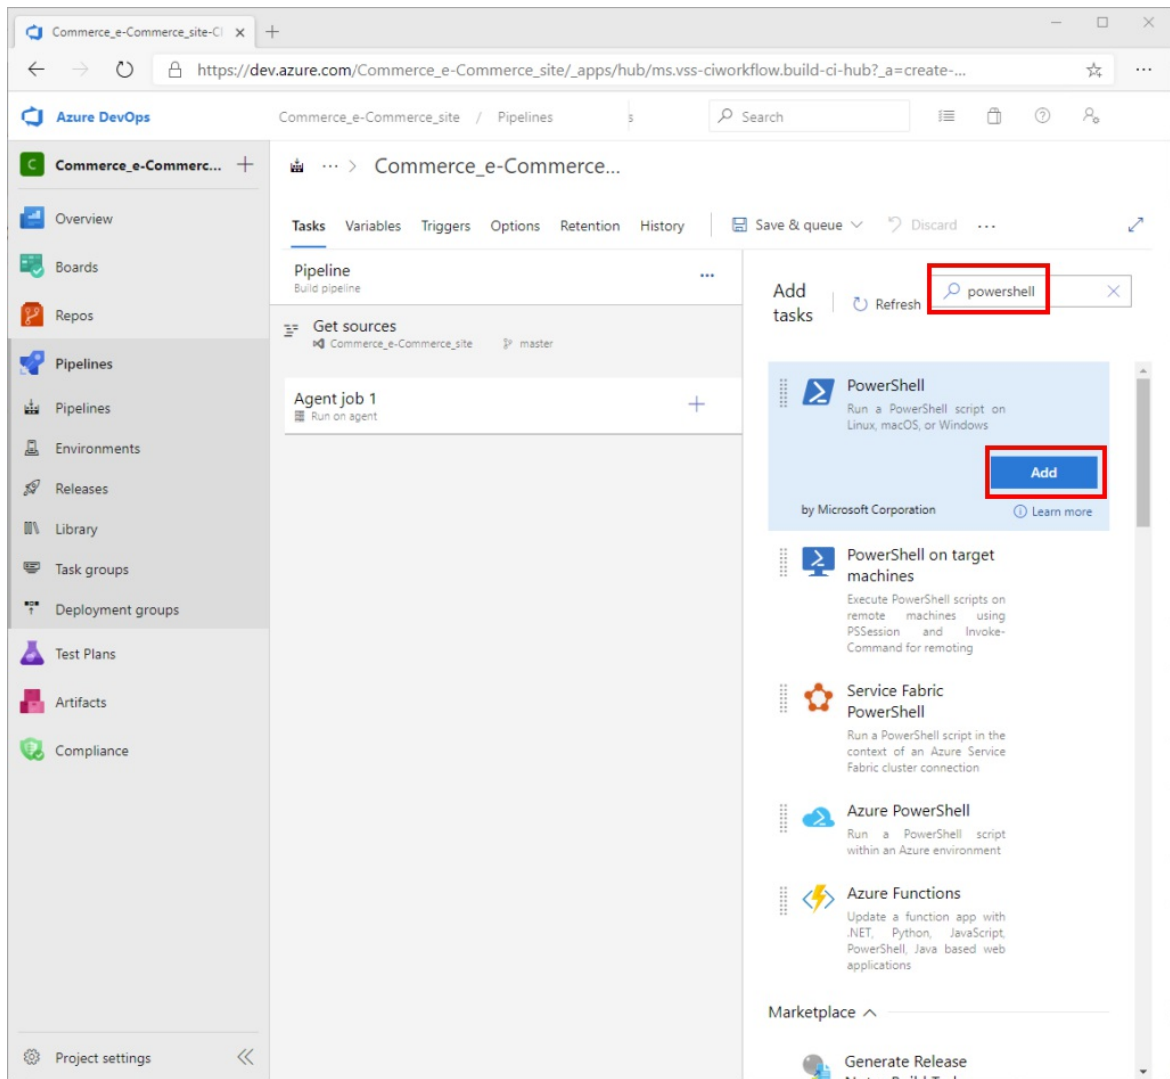 Commerce_e-Commerce_site-CI
https://dev.azure.com/Commerce_e-Commerce_site/_apps/hub/ms.vss-ciworkflow.build-ci-hub?_a=create-...
Azure DevOps
Commerce_e-Commerce_site / Pipelines
s
Search
C
Commerce_e-Commerc...
Overview
Boards
Repos
Pipelines
Pipelines
Environments
Releases
Library
Task groups
Deployment groups
Test Plans
Artifacts
Compliance
Project settings
... > Commerce_e-Commerce...
Tasks Variables Triggers Options Retention History
Save & queue Discard ...
Pipeline
Build pipeline
...
Get sources
Commerce_e-Commerce_site master
Agent job 1
Run on agent
Add
tasks
Refresh
powershell
PowerShell
Run a PowerShell script on
Linux, macOS, or Windows
Add
by Microsoft Corporation
Learn more
PowerShell on target
machines
Execute PowerShell scripts on
remote machines using
PSSession and Invoke-
Command for remoting
Service Fabric
PowerShell
Run a PowerShell script in the
context of an Azure Service
Fabric cluster connection
Azure PowerShell
Run a PowerShell script
within an Azure environment
Azure Functions
Update a function app with
.NET, Python, JavaScript,
PowerShell, Java based web
applications
Marketplace
Generate Release